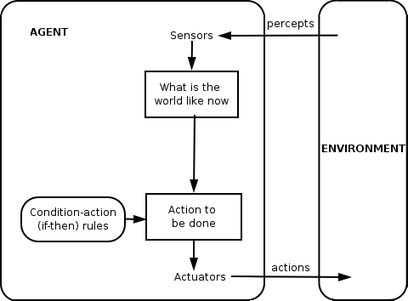 AGENT
Sensors
percepts
What is the
world like now
ENVIRONMENT
Condition-action
(if-then) rules
Action to
be done
Actuators
actions